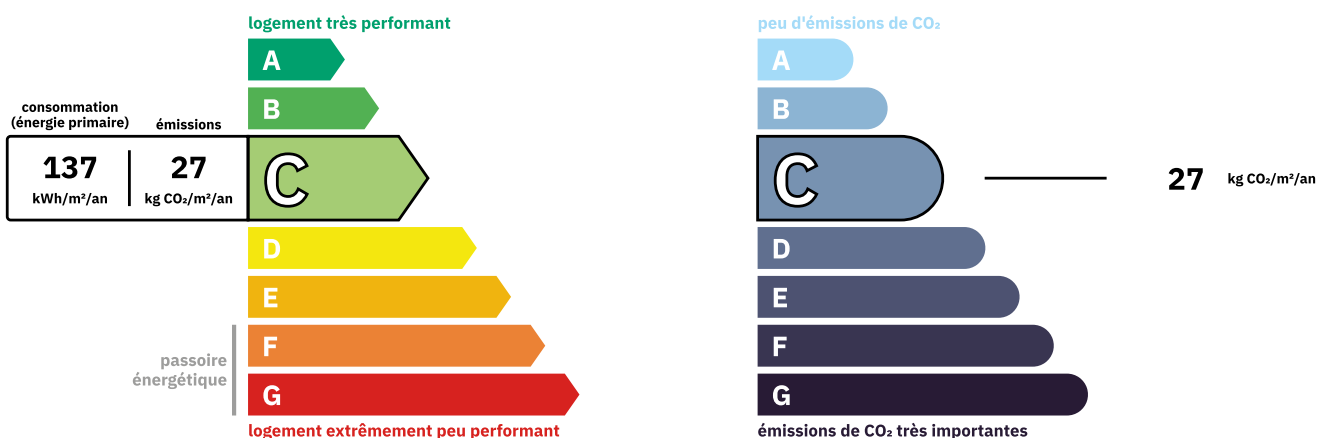 logement très performant
A
B
consommation
(énergie primaire)
émissions
137
kWh/m²/an
27
kg CO₂/m²/an
C
D
E
F
G
passoire
énergétique
logement extrêmement peu performant
peu d'émissions de CO₂
A
B
C
27 kg CO₂/m²/an
D
E
F
G
émissions de CO₂ très importantes